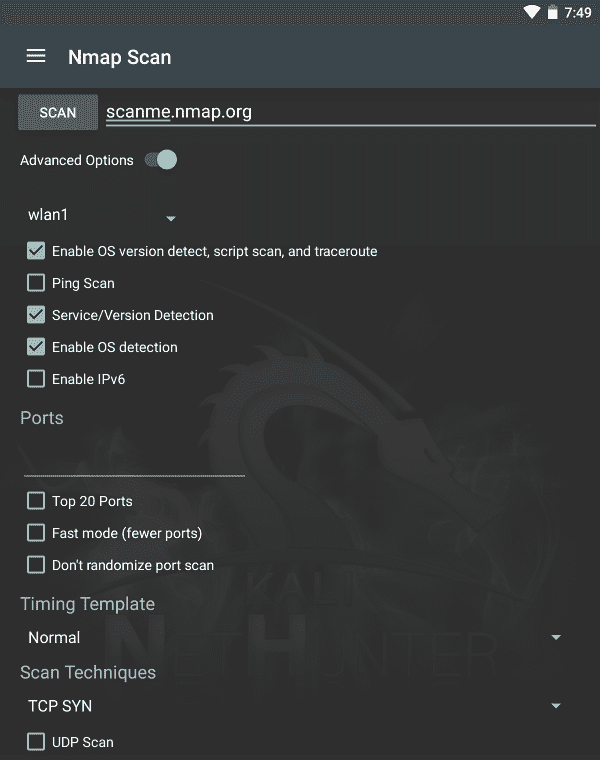 7:49
Nmap Scan
SCAN scanme.nmap.org
Advanced Options
wlan1
Enable OS version detect, script scan, and traceroute
Ping Scan
Service/Version Detection
Enable OS detection
Enable IPv6
Ports
Top 20 Ports
Fast mode (fewer ports)
Don't randomize port scan
KALI
Timing Template
NETHUNTER
Normal
Scan Techniques
TCP SYN
UDP Scan